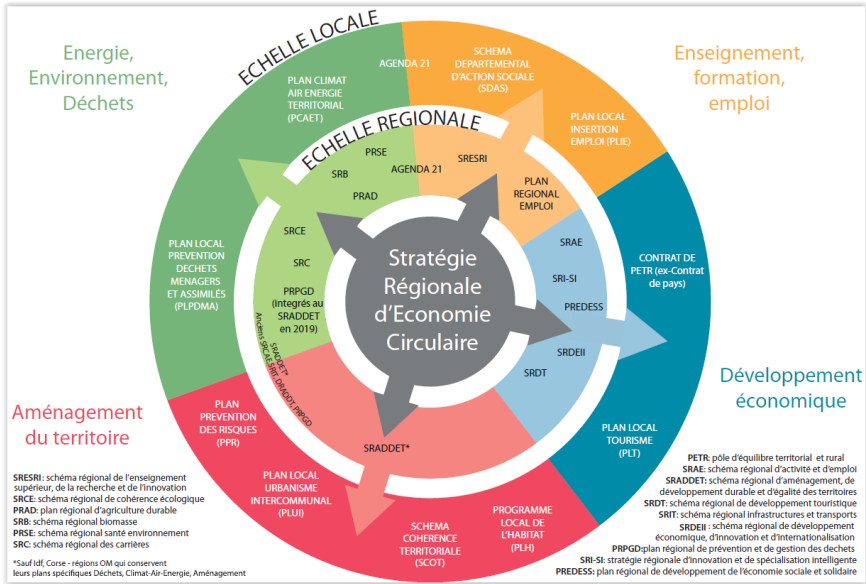 Energie,
Environnement,
Déchets
Enseignement,
formation,
emploi
ECHELLE LOCALE
AGENDA 21
PLAN CLIMAT
AIR ENERGIE
TERRITORIAL
(PCAET)
SCHEMA
DEPARTEMENTAL
D'ACTION SOCIALE
(SDAS)
PLAN LOCAL
INSERTION
EMPLOI (PLIE)
ECHELLE REGIONALE
PRSE
SRB
AGENDA 21
PRAD
SRESRI
PLAN
REGIONAL
EMPLOI
SRCE
SRC
PRPGD
(integrés au
SRADDET
en 2019)
SRAE
SRI-SI
PREDESS
SRDEII
SRDT
Stratégie
Régionale
d'Economie
Circulaire
PLAN LOCAL
PREVENTION
DECHETS
MENAGERS
ET ASSIMILÉS
(PLPDMA)
CONTRAT DE
PETR (ex-Contrat
de pays)
SRADDET*
Anciens SRCAE, SRIT, DRADDT, PRPGD
SRADDET*
Aménagement
du territoire
Développement
économique
PLAN
PREVENTION
DES RISQUES
(PPR)
PLAN LOCAL
URBANISME
INTERCOMMUNAL
(PLUI)
SCHEMA
COHERENCE
TERRITORIALE
(SCOT)
PROGRAMME
LOCAL DE
L'HABITAT
(PLH)
PLAN LOCAL
TOURISME
(PLT)
SRESRI: schéma régional de l'enseignement
supérieur, de la recherche et de l'innovation
SRCE: schéma régional de cohérence écologique
PRAD: plan régional d'agriculture durable
SRB: schéma régional biomasse
PRSE: schéma régional santé environnement
SRC: schéma régional des carrières
*Sauf Idf, Corse - régions OM qui conservent
leurs plans spécifiques Déchets, Climat-Air-Energie, Aménagement
PETR: pôle d'équilibre territorial et rural
SRAE: schéma régional d'activité et d'emploi
SRADDET: schéma régional d'aménagement, de
développement durable et d'égalité des territoires
SRDT: schéma régional de développement touristique
SRIT: schéma régional infrastructures et transports
SRDEII : schéma régional de développement
économique, d'Innovation et d'Internationalisation
PRPGD:plan régional de prévention et de gestion des dechets
SRI-SI: stratégie régionale d'innovation et de spécialisation intelligente
PREDESS: plan régional de développement de l'économie sociale et solidaire